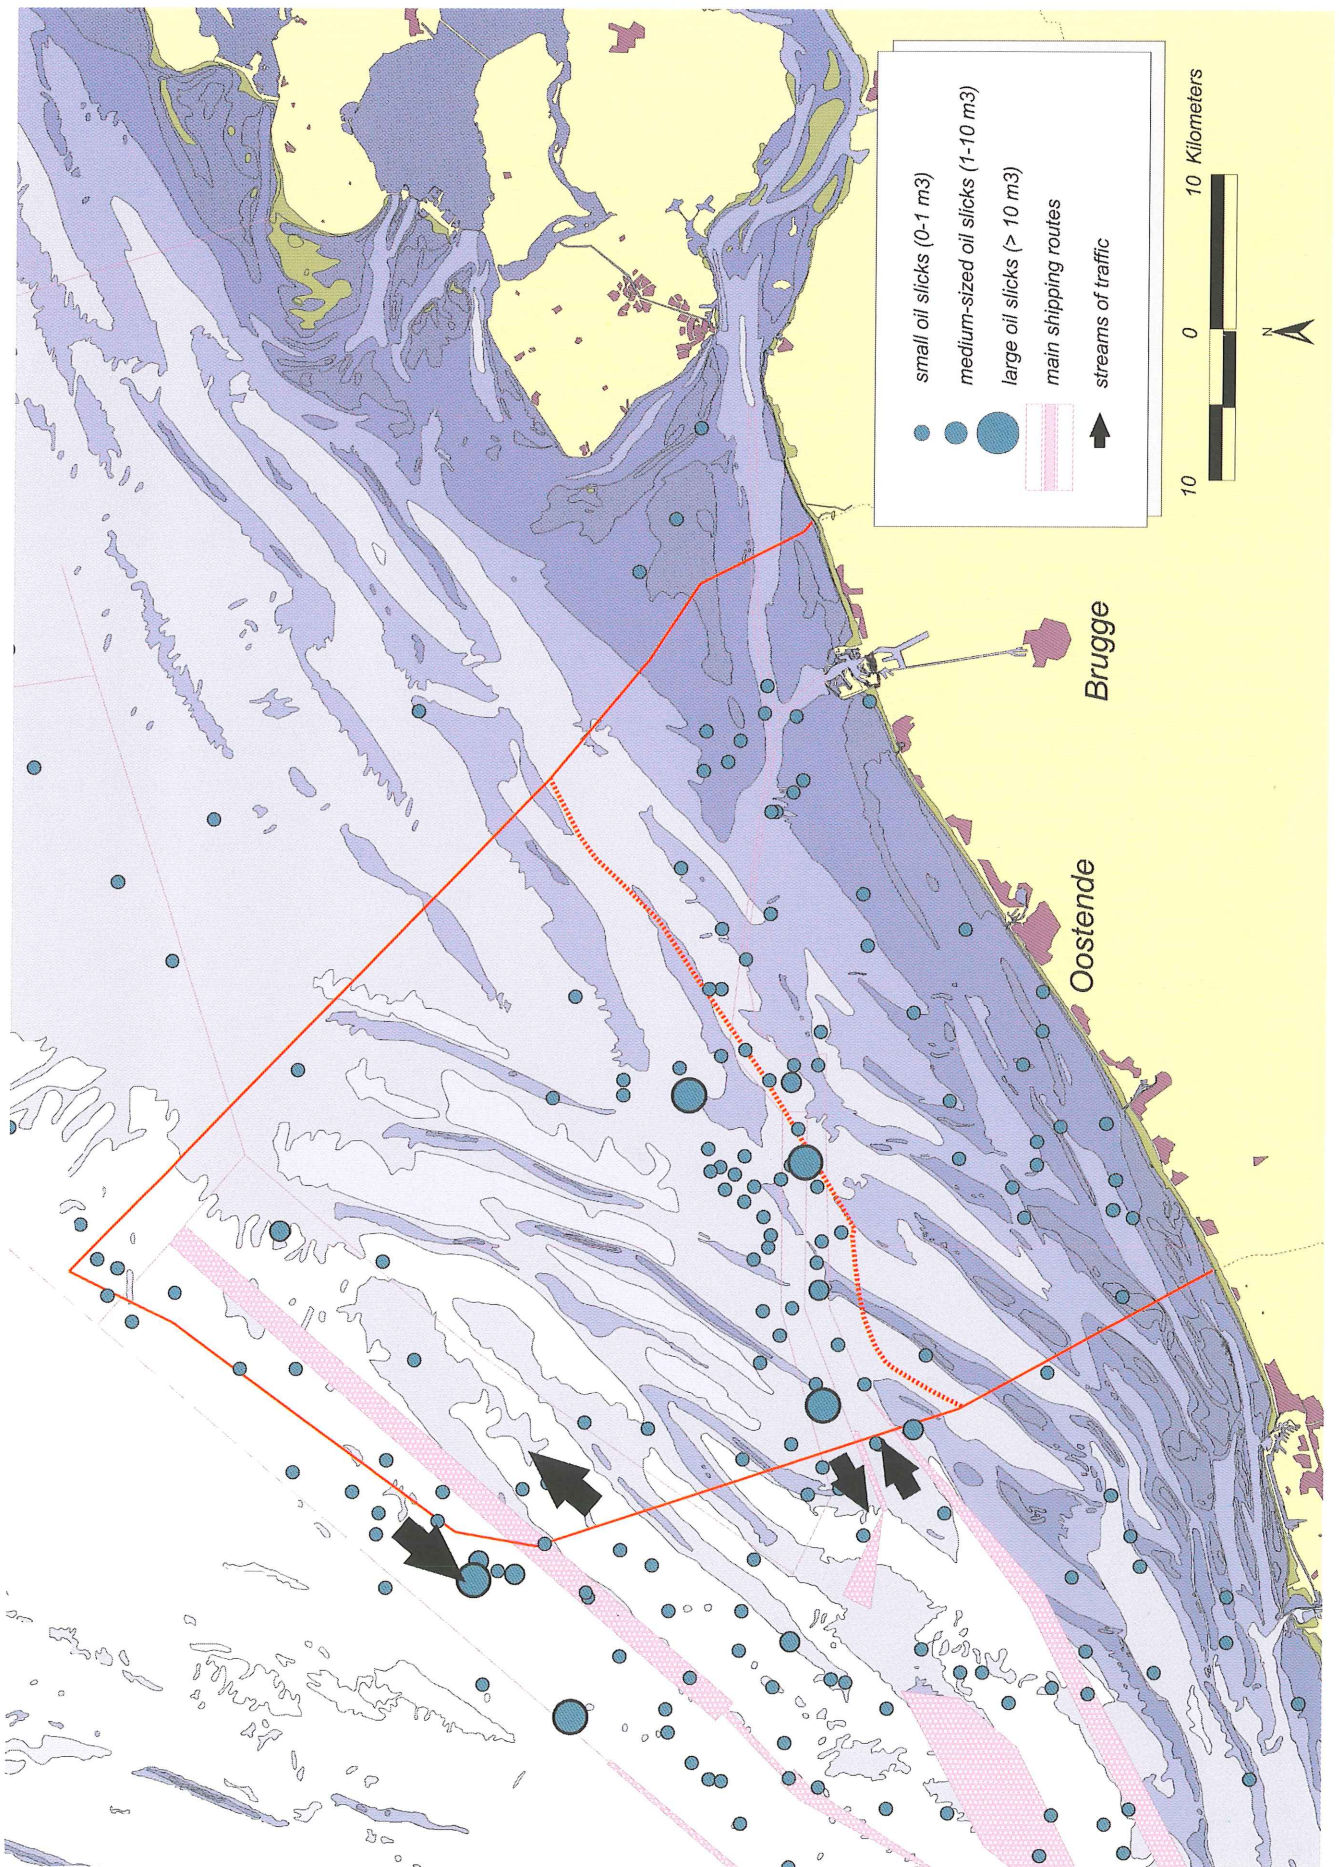 small oil slicks (0-1 m3)
medium-sized oil slicks (1-10 m3)
large oil slicks (> 10 m3)
main shipping routes
streams of traffic
10 0 10 Kilometers
N
Brugge
Oostende